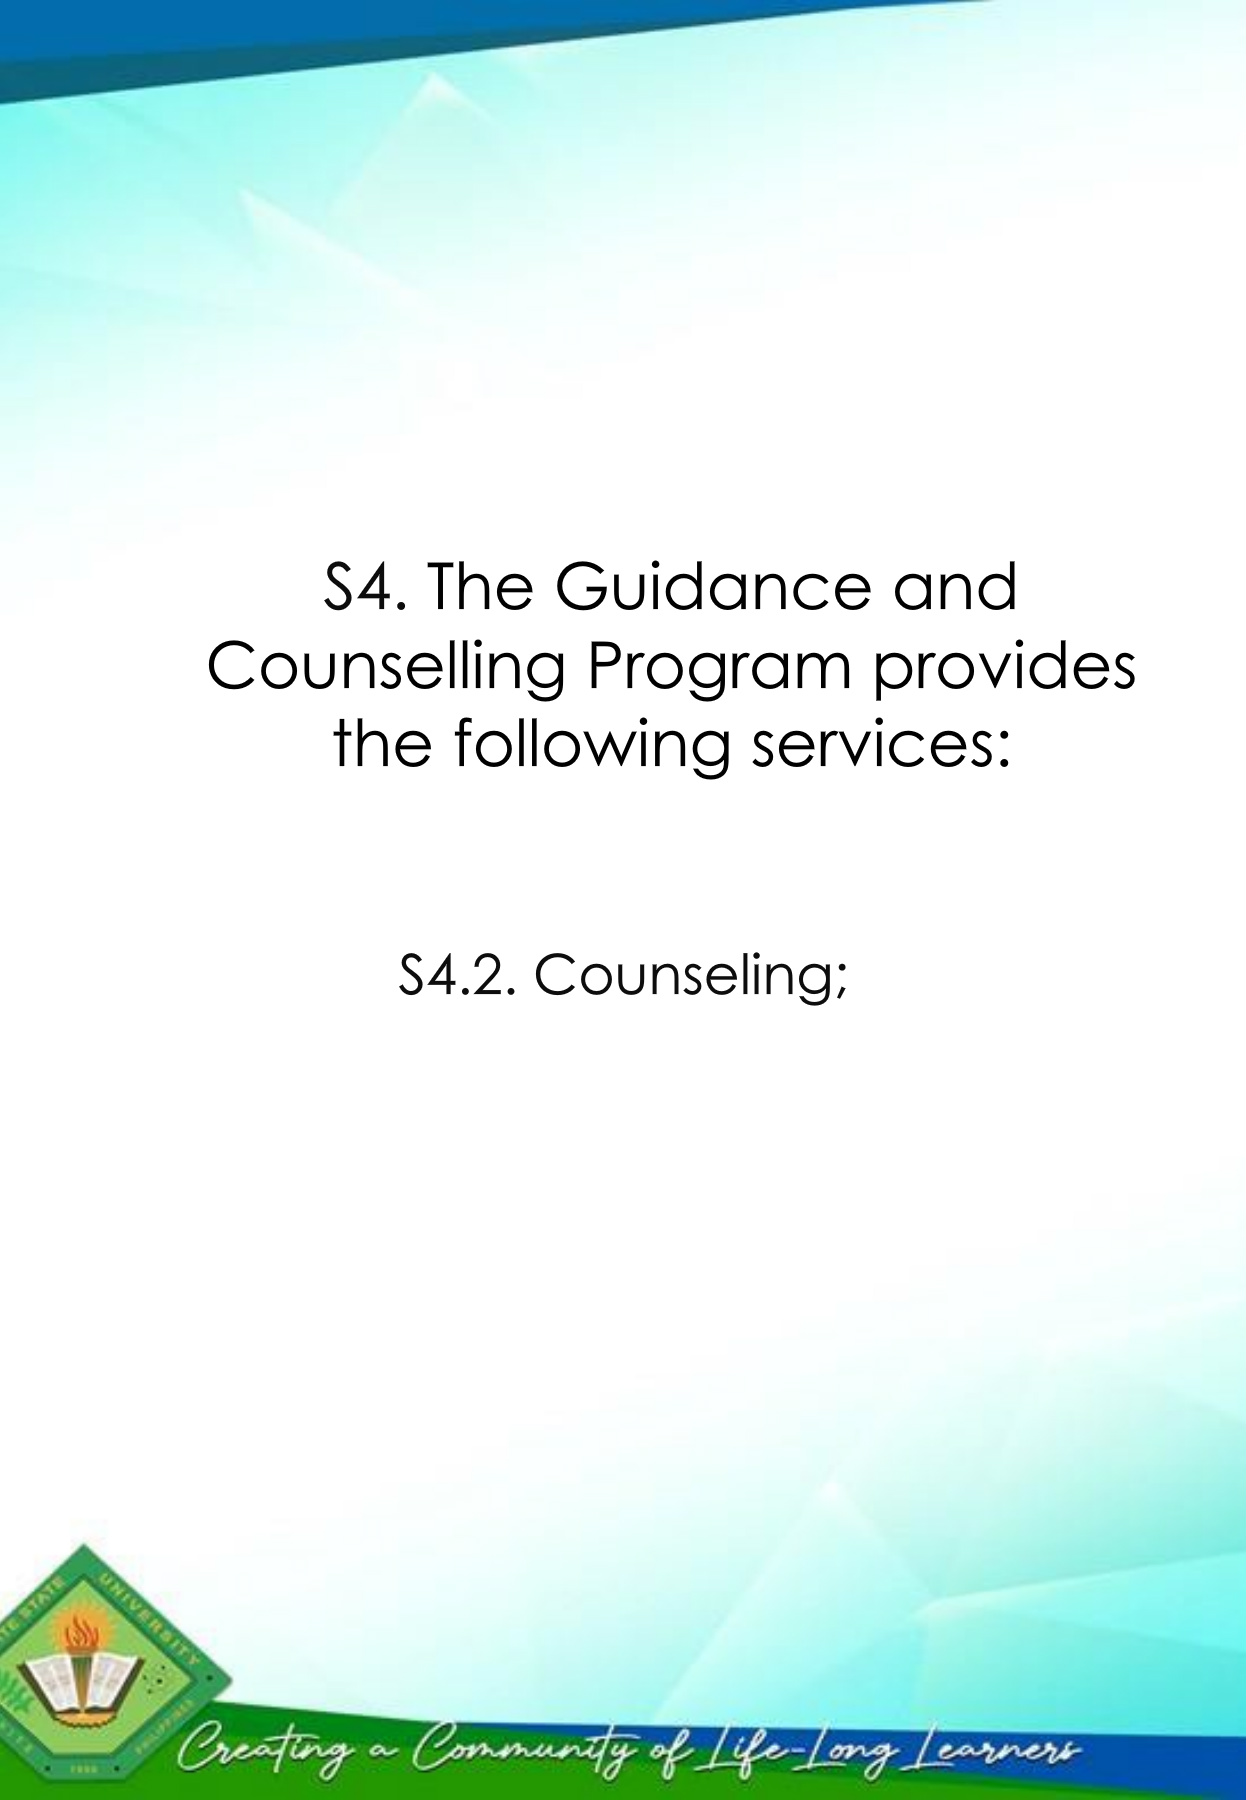 S4. The Guidance and
Counselling Program provides
the following services:
S4.2. Counseling;
STATE UNIVERSITY
PHILIPPINES
Creating a Community of Life-Long Learners